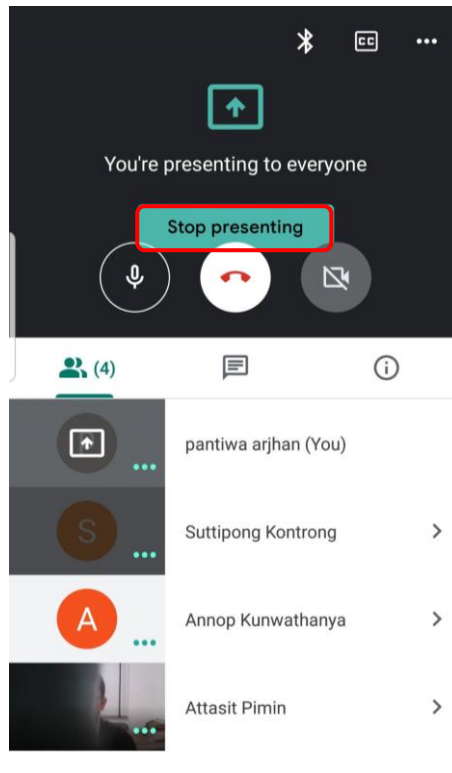 CC
You're presenting to everyone
Stop presenting
(4)
pantiwa arjhan (You)
S
Suttipong Kontrong
A
Annop Kunwathanya
Attasit Pimin